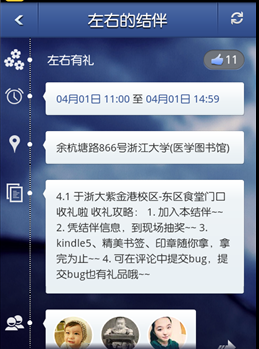 左右的结伴
左右有礼
11
04月01日 11:00 至 04月01日 14:59
余杭塘路866号浙江大学(医学图书馆)
4.1 于浙大紫金港校区-东区食堂门口
收礼啦 收礼攻略： 1. 加入本结伴~~
2. 凭结伴信息，到现场抽奖~~ 3.
kindle5、精美书签、印章随你拿，拿
完为止~~ 4. 可在评论中提交bug，提
交bug也有礼品哦~~